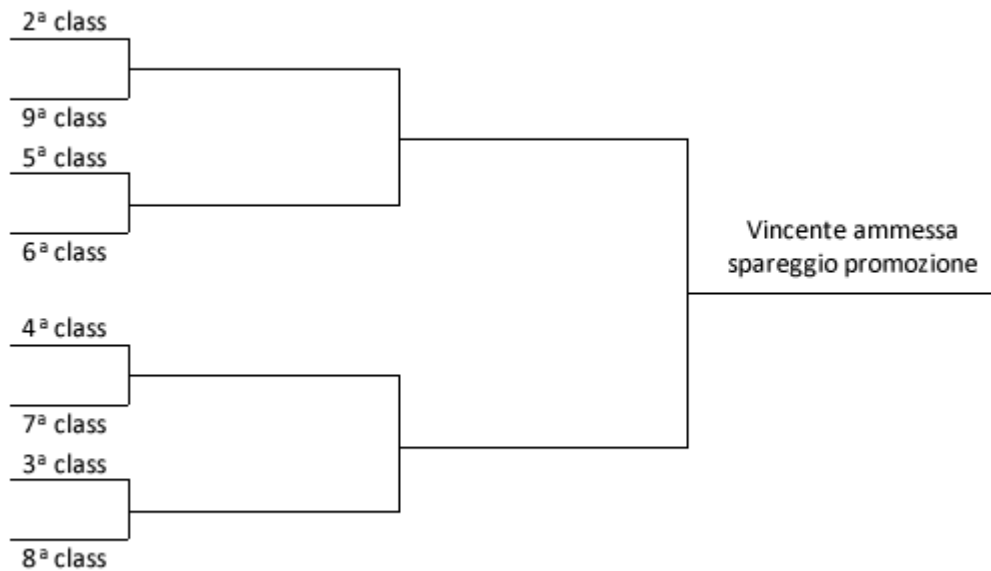 2ª class
9ª class
5ª class
6ª class
4ª class
7ª class
3ª class
8ª class
Vincente ammessa
spareggio promozione